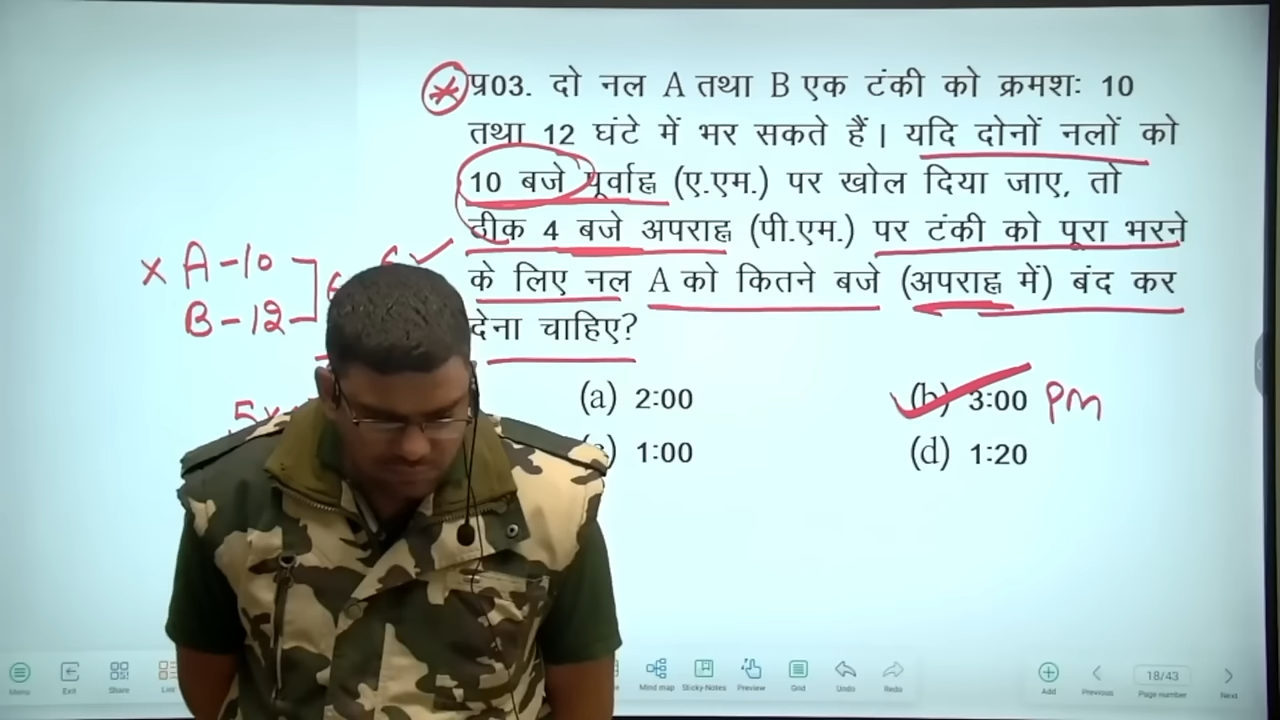 प्र03. दो नल A तथा B एक टंकी को क्रमशः 10
तथा 12 घंटे में भर सकते हैं। यदि दोनों नलों को
10 बजे पूर्वाह्न (ए.एम.) पर खोल दिया जाए, तो
ठीक 4 बजे अपराह्न (पी.एम.) पर टंकी को पूरा भरने
के लिए नल A को कितने बजे (अपराह्न में) बंद कर
देना चाहिए?
x A-10
B-12
(a) 2:00
(b) 3:00 PM
1:00
(d) 1:20
Menu
Exit
Share
Mind map
Sticky-Notes
Preview
Grid
Undo
Redo
Add
Previous
18/43
Page number
Next